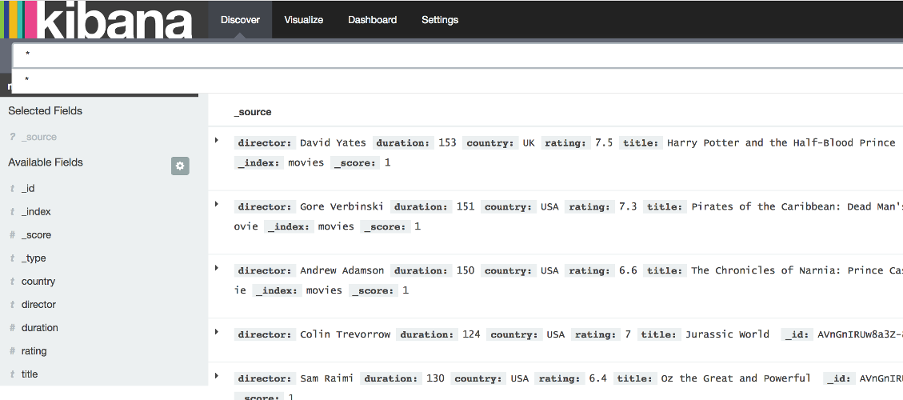 kibana Discover Visualize Dashboard Settings
*
*
Selected Fields
? _source
Available Fields
t _id
t _index
# _score
t _type
t country
t director
# duration
# rating
t title
_source
director: David Yates duration: 153 country: UK rating: 7.5 title: Harry Potter and the Half-Blood Prince
_index: movies _score: 1
director: Gore Verbinski duration: 151 country: USA rating: 7.3 title: Pirates of the Caribbean: Dead Man's
ovie _index: movies _score: 1
director: Andrew Adamson duration: 150 country: USA rating: 6.6 title: The Chronicles of Narnia: Prince Cas
ie _index: movies _score: 1
director: Colin Trevorrow duration: 124 country: USA rating: 7 title: Jurassic World _id: AVnGnIRUw8a3Z-
director: Sam Raimi duration: 130 country: USA rating: 6.4 title: Oz the Great and Powerful _id: AVnGnIRU
_score: 1